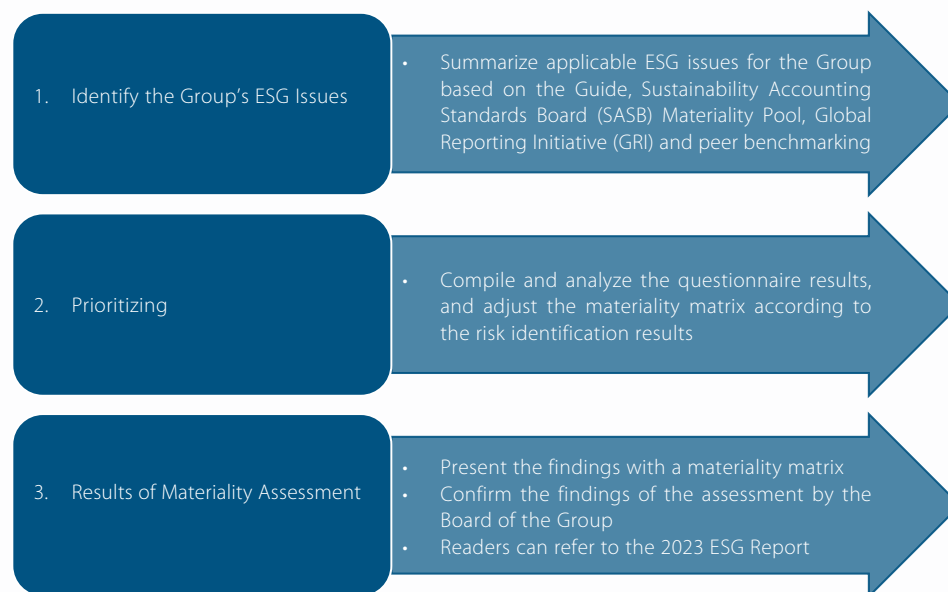 1. Identify the Group's ESG Issues
• Summarize applicable ESG issues for the Group
based on the Guide, Sustainability Accounting
Standards Board (SASB) Materiality Pool, Global
Reporting Initiative (GRI) and peer benchmarking
2. Prioritizing
• Compile and analyze the questionnaire results,
and adjust the materiality matrix according to
the risk identification results
3. Results of Materiality Assessment
• Present the findings with a materiality matrix
• Confirm the findings of the assessment by the
Board of the Group
• Readers can refer to the 2023 ESG Report